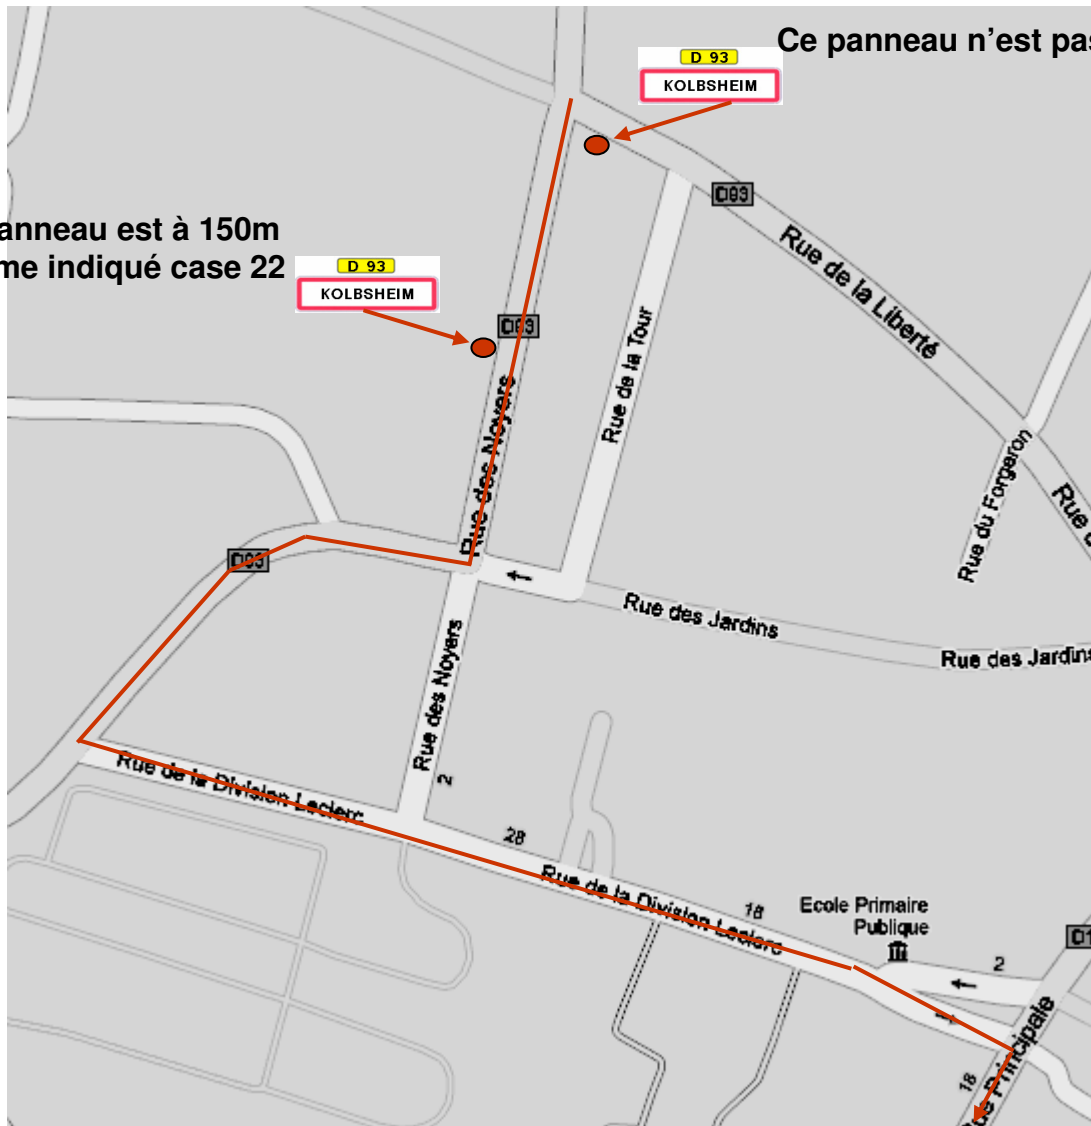 Ce panneau n'est pas
D 93
KOLBSHEIM
D93
anneau est à 150m
me indiqué case 22
D 93
KOLBSHEIM
D93
Rue de la Liberté
Rue de la Tour
Rue des Noyers
Rue du Forgeron
Rue d
D93
Rue des Jardins
Rue des Jardins
Rue des Noyers
2
Rue de la Division Leclerc
28
Rue de la Division Leclerc
18
Ecole Primaire
Publique
D1
2
18
Rue Principale